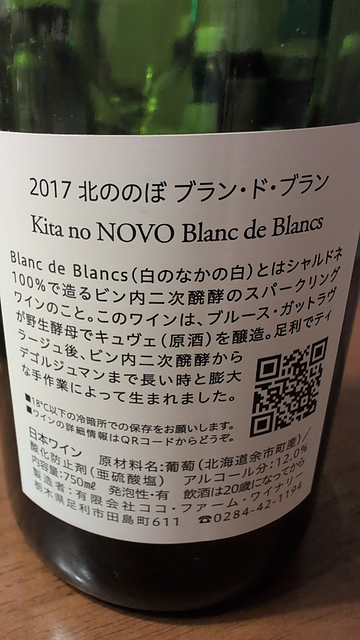 2017 北ののぼ ブラン・ド・ブラン
Kita no NOVO Blanc de Blancs
Blanc de Blancs(白のなかの白)とはシャルドネ
100%で造るビン内二次醗酵のスパークリング
ワインのこと。このワインは、ブルース・ガットラヴ
が野生酵母でキュヴェ(原酒)を醸造。足利でティ
ラージュ後、ビン内二次醗酵から
デゴルジュマンまで長い時と膨大
な手作業によって生まれました。
■18℃以下の冷暗所での保存をお願いします。
■ワインの詳細情報はQRコードからどうぞ。
日本ワイン 原材料名:葡萄(北海道余市町産)/
酸化防止剤(亜硫酸塩) アルコール分:12.0%
内容量:750㎖ 発泡性・有 飲酒は20歳になってから
製造者:有限会社ココ・ファーム・ワイナリー
栃木県足利市田島町611 ☎0284-42-1194